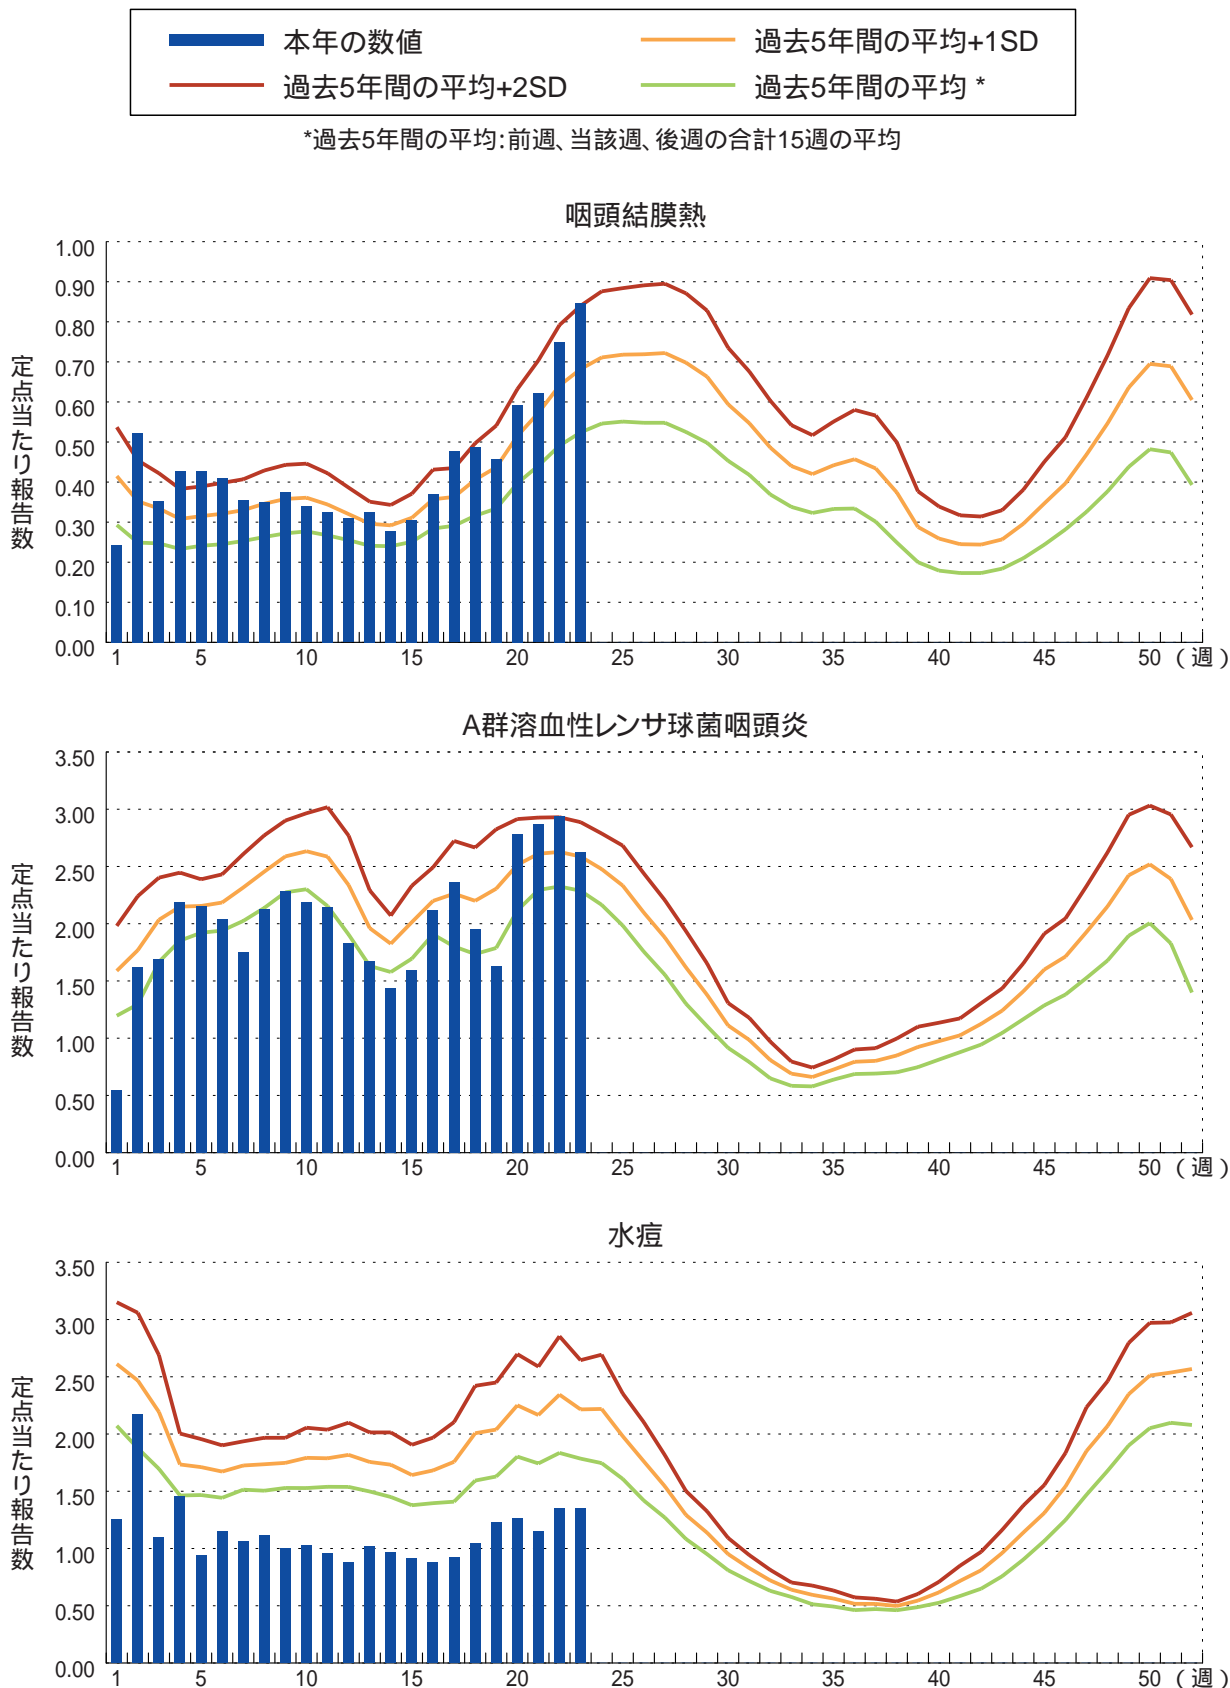 本年の数値
過去5年間の平均+1SD
過去5年間の平均+2SD
過去5年間の平均 *
*過去5年間の平均:前週、当該週、後週の合計15週の平均
咽頭結膜熱
定点当たり報告数
1.00
0.90
0.80
0.70
0.60
0.50
0.40
0.30
0.20
0.10
0.00
1 5 10 15 20 25 30 35 40 45 50 (週)
A群溶血性レンサ球菌咽頭炎
定点当たり報告数
3.50
3.00
2.50
2.00
1.50
1.00
0.50
0.00
1 5 10 15 20 25 30 35 40 45 50 (週)
水痘
定点当たり報告数
3.50
3.00
2.50
2.00
1.50
1.00
0.50
0.00
1 5 10 15 20 25 30 35 40 45 50 (週)